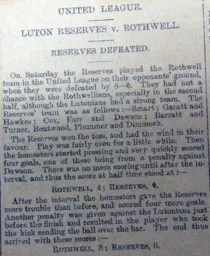 UNITED LEAGUE.
LUTON RESERVES v. ROTHWELL.
RESERVES DEFEATED.
On Saturday the Reserves played the Rothwell
team in the United League on their opponents' ground,
when they were defeated by 8—0. They had not a
chance with the Rothwellians, especially in the second
half, although the Lutonians had a strong team. The
Reserve team was as follows:—Smart; Garatt and
Hawkes; Cox, Farr and Dawson; Barratt and
Turner, Bentwood, Plummer and Dimmock.
The Reserves won the toss, and had the wind in their
favour. Play was fairly even for a little while. Then
the homesters started pressing and very quickly scored
four goals, one of these being from a penalty against
Dawson. There was no more scoring until after the in-
terval, and thus the score at half time stood at :—
ROTHWELL, 4; RESERVES, 0.
After the interval the homesters gave the Reserves
more trouble than before, and scored four more goals.
Another penalty was given against the Lutonians just
before the finish and resulted in the player who took
the kick sending the ball over the bar. The end thus
arrived with these scores :—
ROTHWELL, 8; RESERVES, 0.